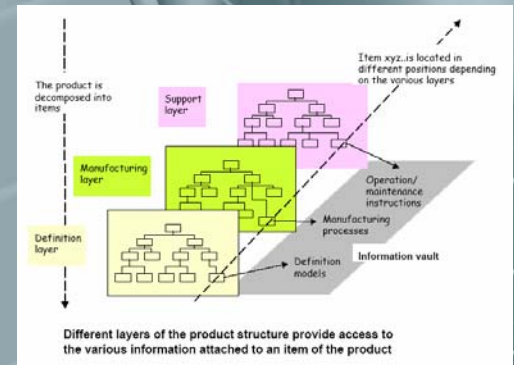 The product is
decomposed into
items
Item xyz..is located in
different positions depending
on the various layers
Support
layer
Manufacturing
layer
Definition
layer
Operation/
maintenance
instructions
Manufacturing
processes
Definition
models
Information vault
Different layers of the product structure provide access to
the various information attached to an item of the product